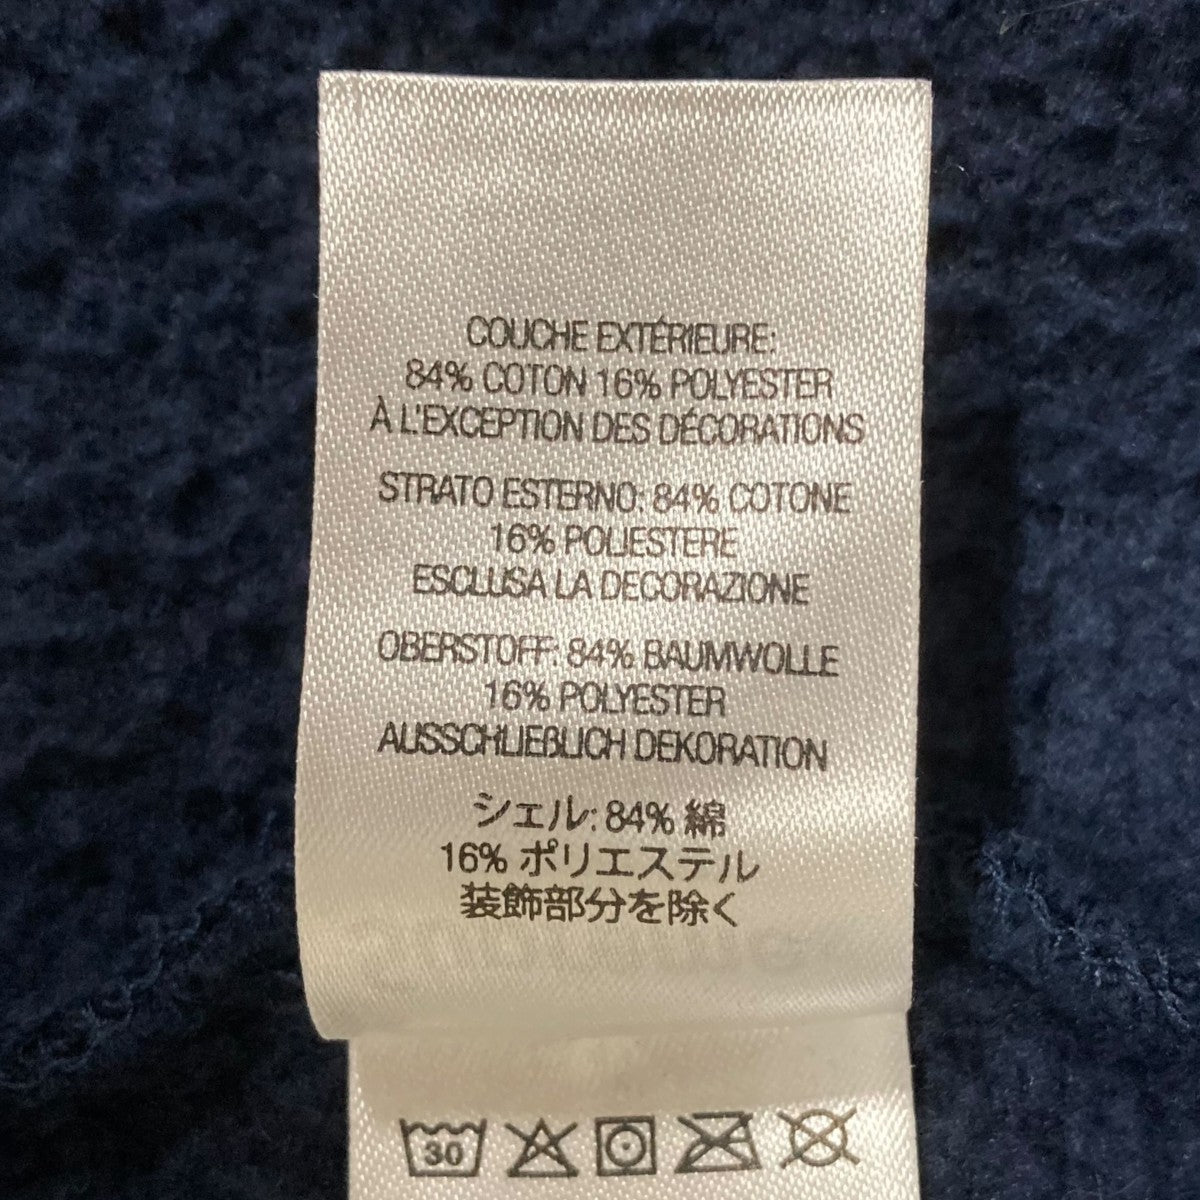 COUCHE EXTÉRIEURE:
84% COTON 16% POLYESTER
À L'EXCEPTION DES DÉCORATIONS
STRATO ESTERNO: 84% COTONE
16% POLIESTERE
ESCLUSA LA DECORAZIONE
OBERSTOFF: 84% BAUMWOLLE
16% POLYESTER
AUSSCHLIEßLICH DEKORATION
シェル: 84% 綿
16% ポリエステル
装飾部分を除く
30